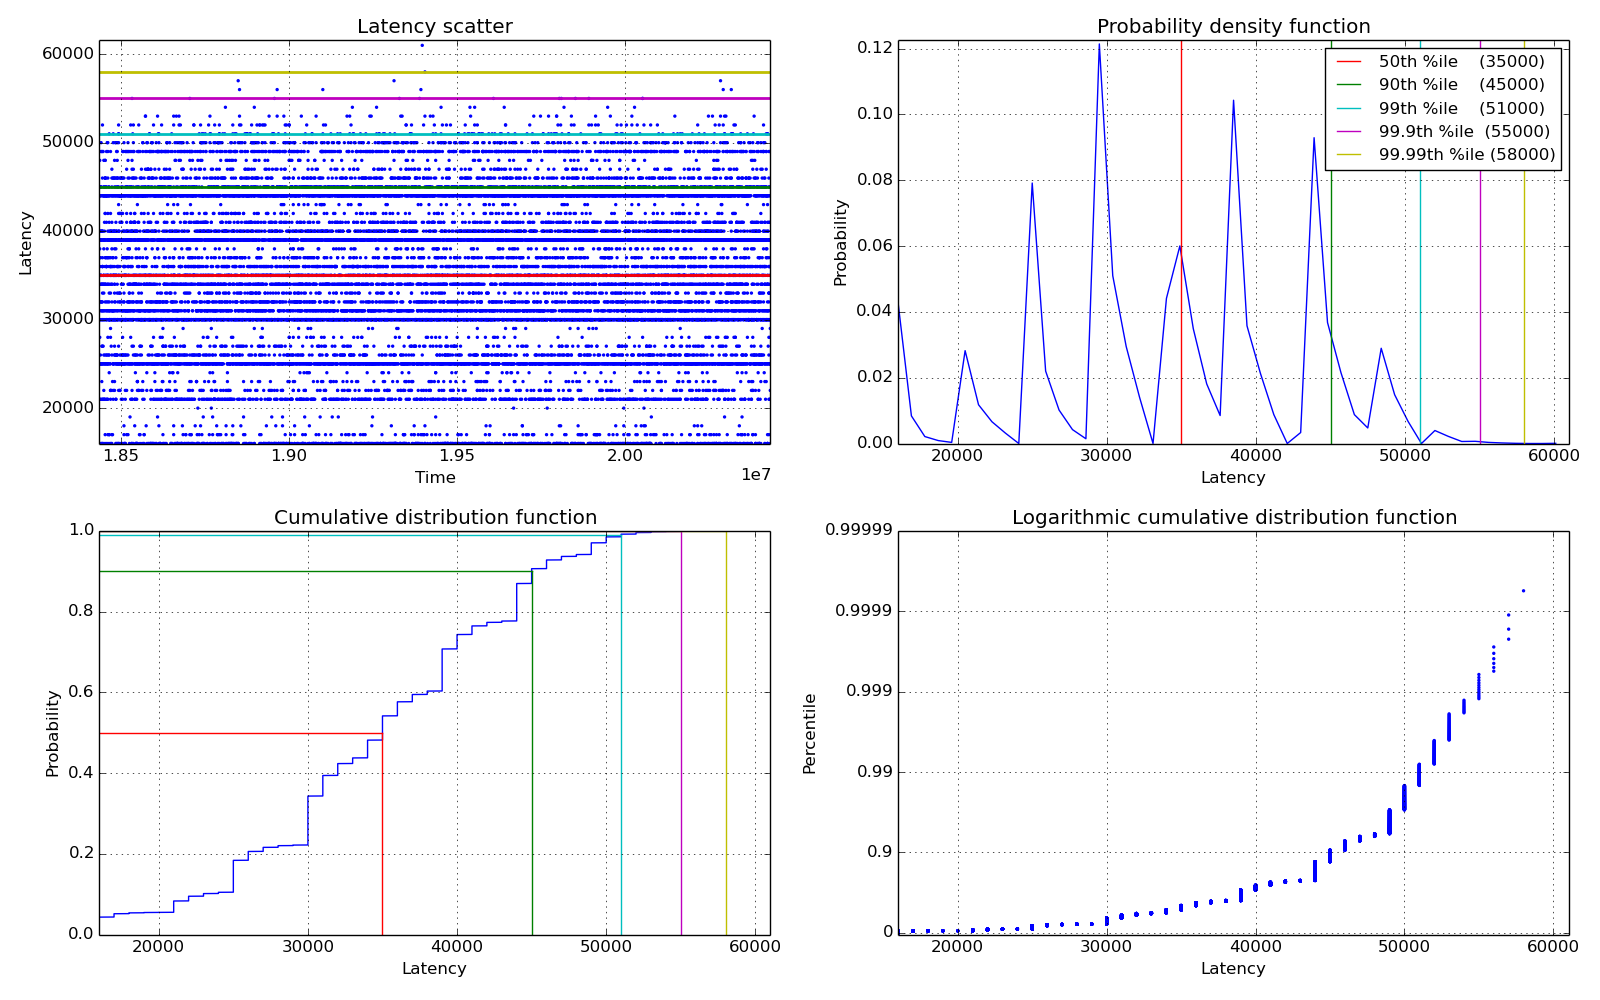 Latency scatter
60000
50000
40000
30000
20000
Latency
1.85 1.90 1.95 2.00
1e7
Time
Probability density function
0.12
0.10
0.08
0.06
0.04
0.02
0.00
Probability
50th %ile (35000)
90th %ile (45000)
99th %ile (51000)
99.9th %ile (55000)
99.99th %ile (58000)
20000 30000 40000 50000 60000
Latency
Cumulative distribution function
1.0
0.8
0.6
0.4
0.2
0.0
Probability
20000 30000 40000 50000 60000
Latency
Logarithmic cumulative distribution function
0.99999
0.9999
0.999
0.99
0.9
0
Percentile
20000 30000 40000 50000 60000
Latency